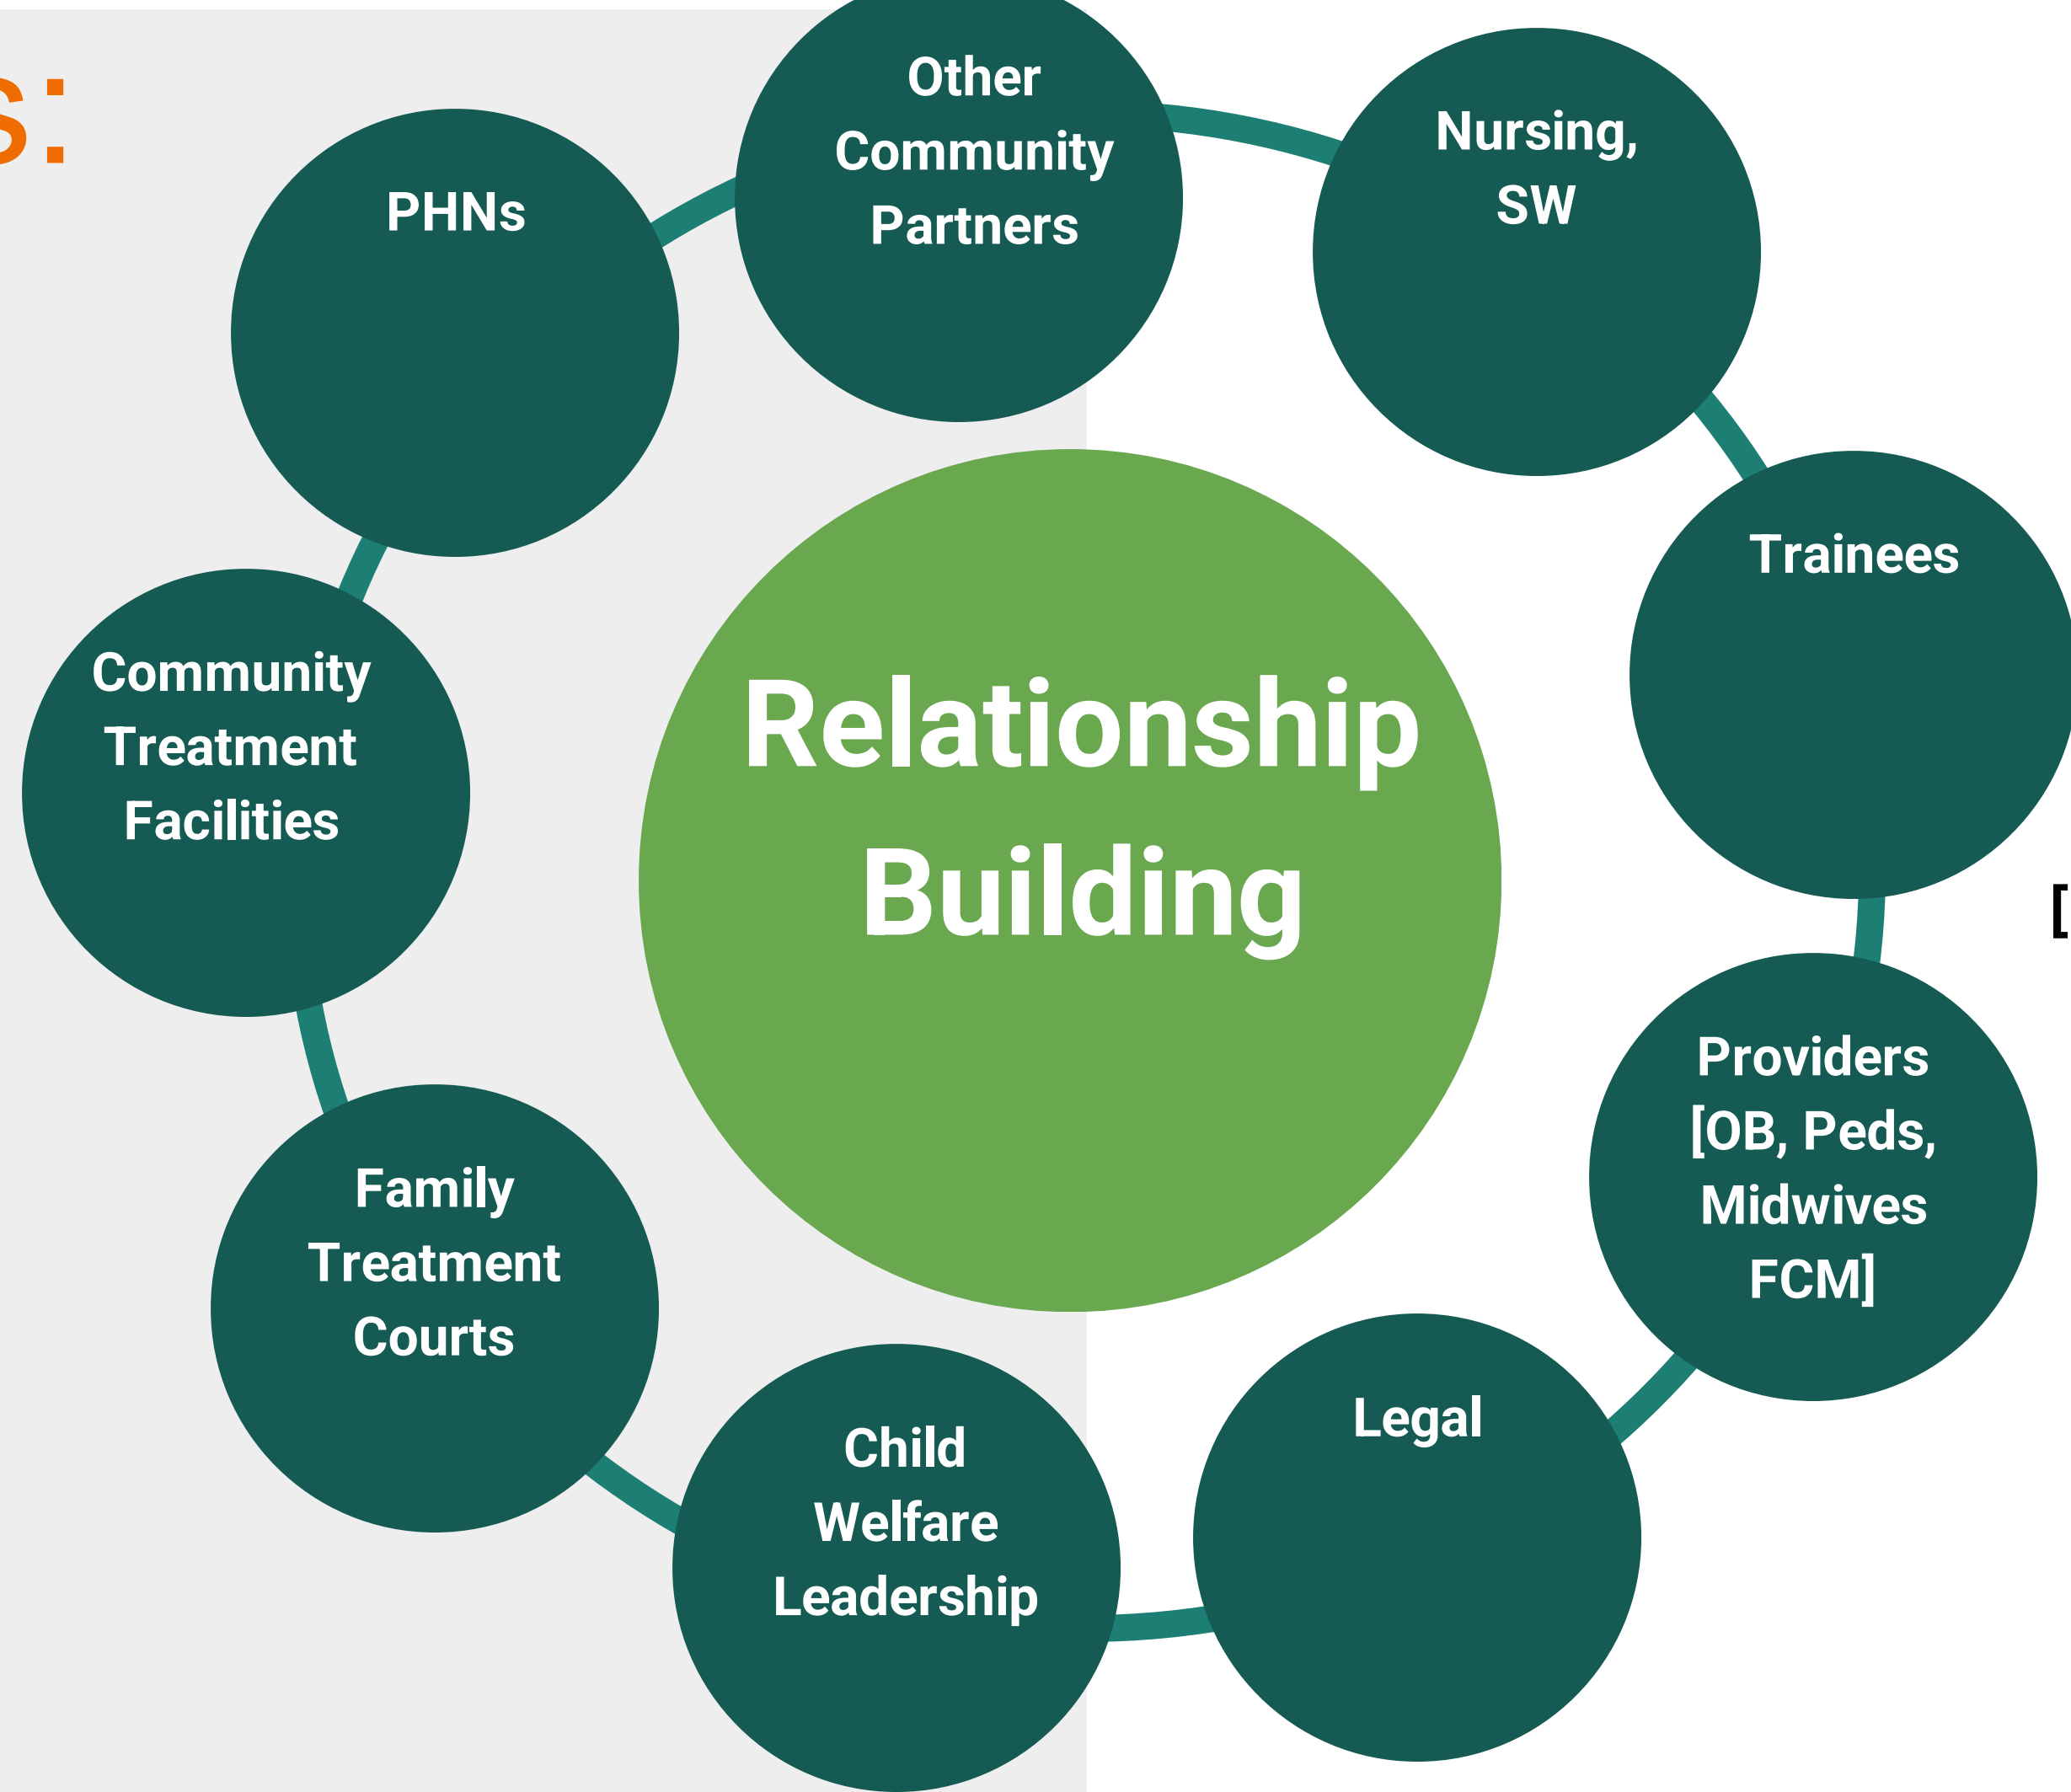 s:
Other
Community
Partners
Nursing,
SW
PHNs
Trainees
Community
Treatment
Facilities
Relationship
Building
[
Providers
[OB, Peds,
Midwives
FCM]
Family
Treatment
Courts
Legal
Child
Welfare
Leadership